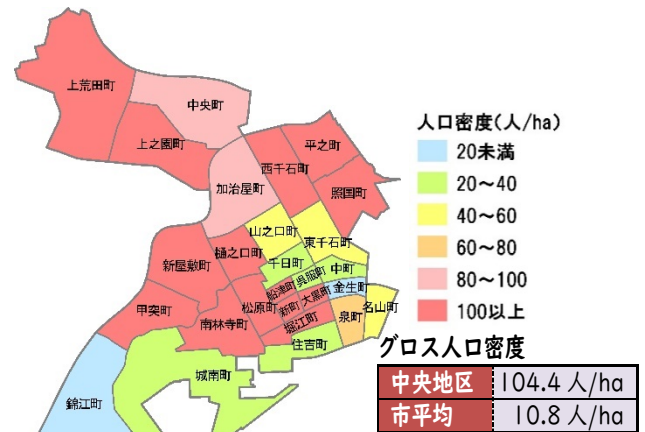 上荒田町
中央町
上之園町
平之町
西千石町
照国町
加治屋町
山之口町
東千石町
樋之口町
千日町
中町
呉服町
新屋敷町
船津町
金生町
大黒町
名山町
松原町
新町
泉町
甲突町
南林寺町
堀江町
住吉町
城南町
錦江町
人口密度(人/ha)
20未満
20～40
40～60
60～80
80～100
100以上
グロス人口密度
中央地区 104.4人/ha
市平均 10.8人/ha